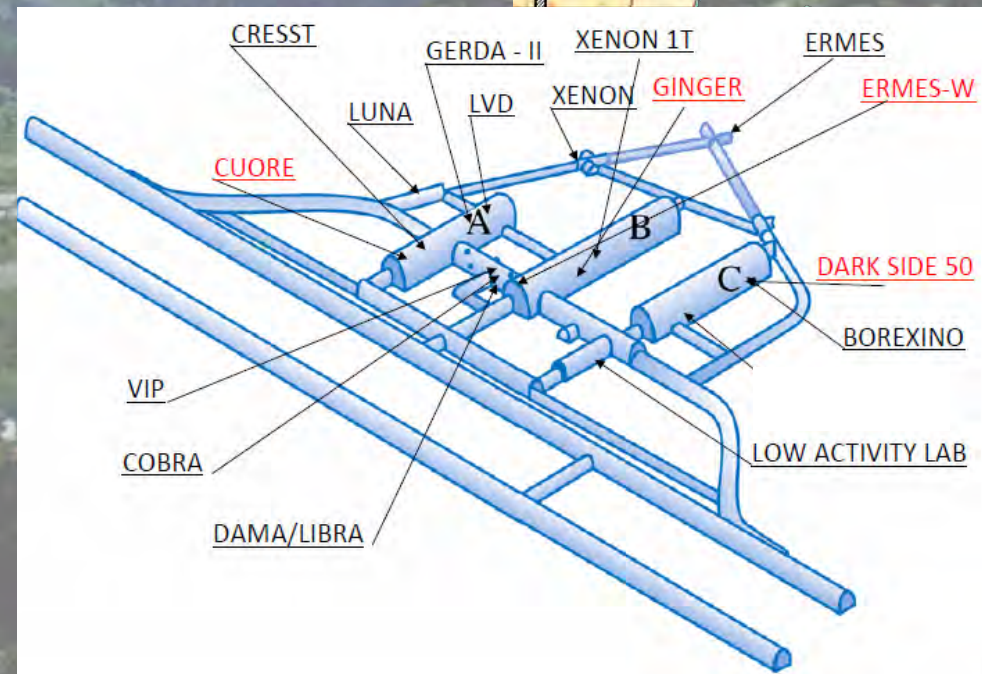 CRESST
GERDA - II
XENON 1T
ERMES
LUNA
LVD
XENON
GINGER
ERMES-W
CUORE
A
B
C
DARK SIDE 50
BOREXINO
VIP
COBRA
LOW ACTIVITY LAB
DAMA/LIBRA